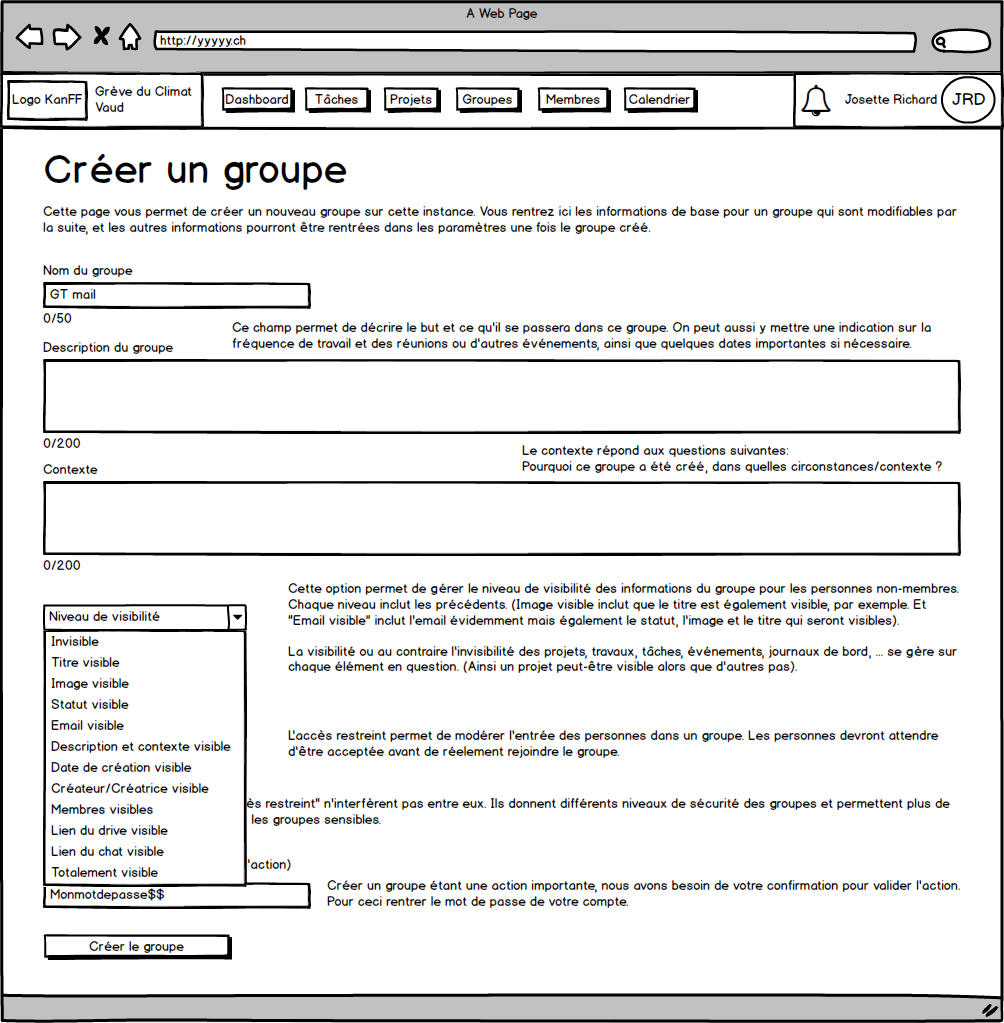 A Web Page
http://yyyyy.ch
Logo KanFF
Grève du Climat
Vaud
Dashboard
Tâches
Projets
Groupes
Membres
Calendrier
Josette Richard
JRD
Créer un groupe
Cette page vous permet de créer un nouveau groupe sur cette instance. Vous rentrez ici les informations de base pour un groupe qui sont modifiables par
la suite, et les autres informations pourront être rentrées dans les paramètres une fois le groupe créé.
Nom du groupe
GT mail
0/50
Ce champ permet de décrire le but et ce qu'il se passera dans ce groupe. On peut aussi y mettre une indication sur la
fréquence de travail et des réunions ou d'autres événements, ainsi que quelques dates importantes si nécessaire.
Description du groupe
0/200
Le contexte répond aux questions suivantes:
Pourquoi ce groupe a été créé, dans quelles circonstances/contexte ?
Contexte
0/200
Cette option permet de gérer le niveau de visibilité des informations du groupe pour les personnes non-membres.
Chaque niveau inclut les précédents. (Image visible inclut que le titre est également visible, par exemple. Et
"Email visible" inclut l'email évidemment mais également le statut, l'image et le titre qui seront visibles).
La visibilité ou au contraire l'invisibilité des projets, travaux, tâches, événements, journaux de bord, ... se gère sur
chaque élément en question. (Ainsi un projet peut-être visible alors que d'autres pas).
Niveau de visibilité
Invisible
Titre visible
Image visible
Statut visible
Email visible
Description et contexte visible
Date de création visible
Créateur/Créatrice visible
Membres visibles
Lien du drive visible
Lien du chat visible
Totalement visible
L'accès restreint permet de modérer l'entrée des personnes dans un groupe. Les personnes devront attendre
d'être acceptée avant de réelement rejoindre le groupe.
ès restreint" n'interfèrent pas entre eux. Ils donnent différents niveaux de sécurité des groupes et permettent plus de
les groupes sensibles.
'action)
Monmotdepasse$$
Créer un groupe étant une action importante, nous avons besoin de votre confirmation pour valider l'action.
Pour ceci rentrer le mot de passe de votre compte.
Créer le groupe